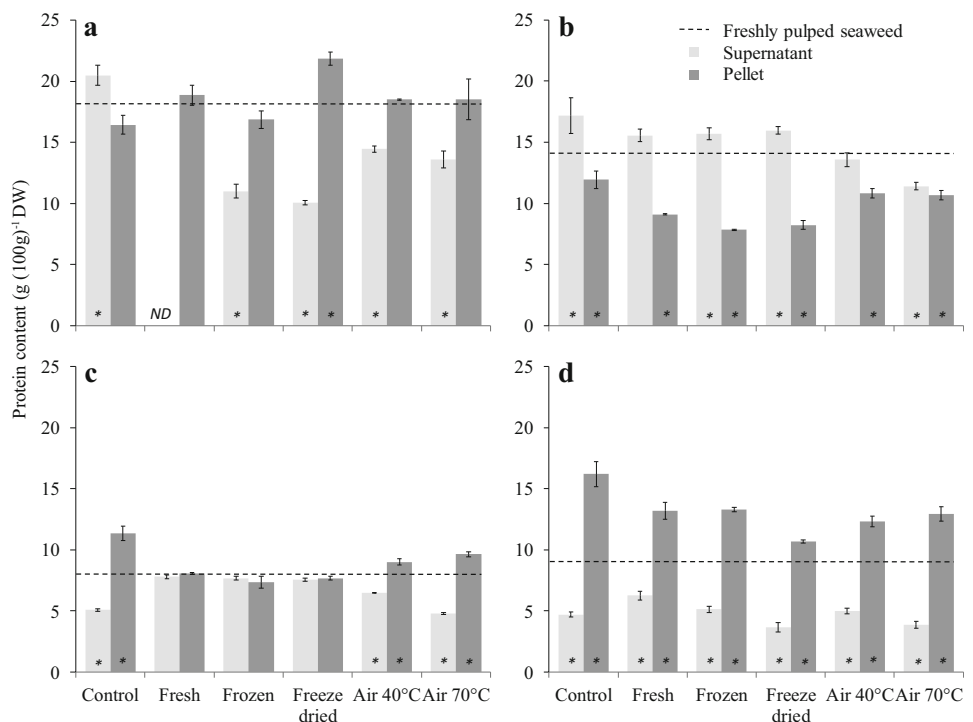 a
b
25
20
15
10
5
0
25
20
15
10
5
0
Freshly pulped seaweed
Supernatant
Pellet
* ND * * * * *
* * * * * * * * * * *
Protein content (g (100g)⁻¹ DW)
c
d
25
20
15
10
5
0
25
20
15
10
5
0
* * * * * *
* * * * * * * * * * * *
Control Fresh Frozen Freeze dried Air 40°C Air 70°C
Control Fresh Frozen Freeze dried Air 40°C Air 70°C